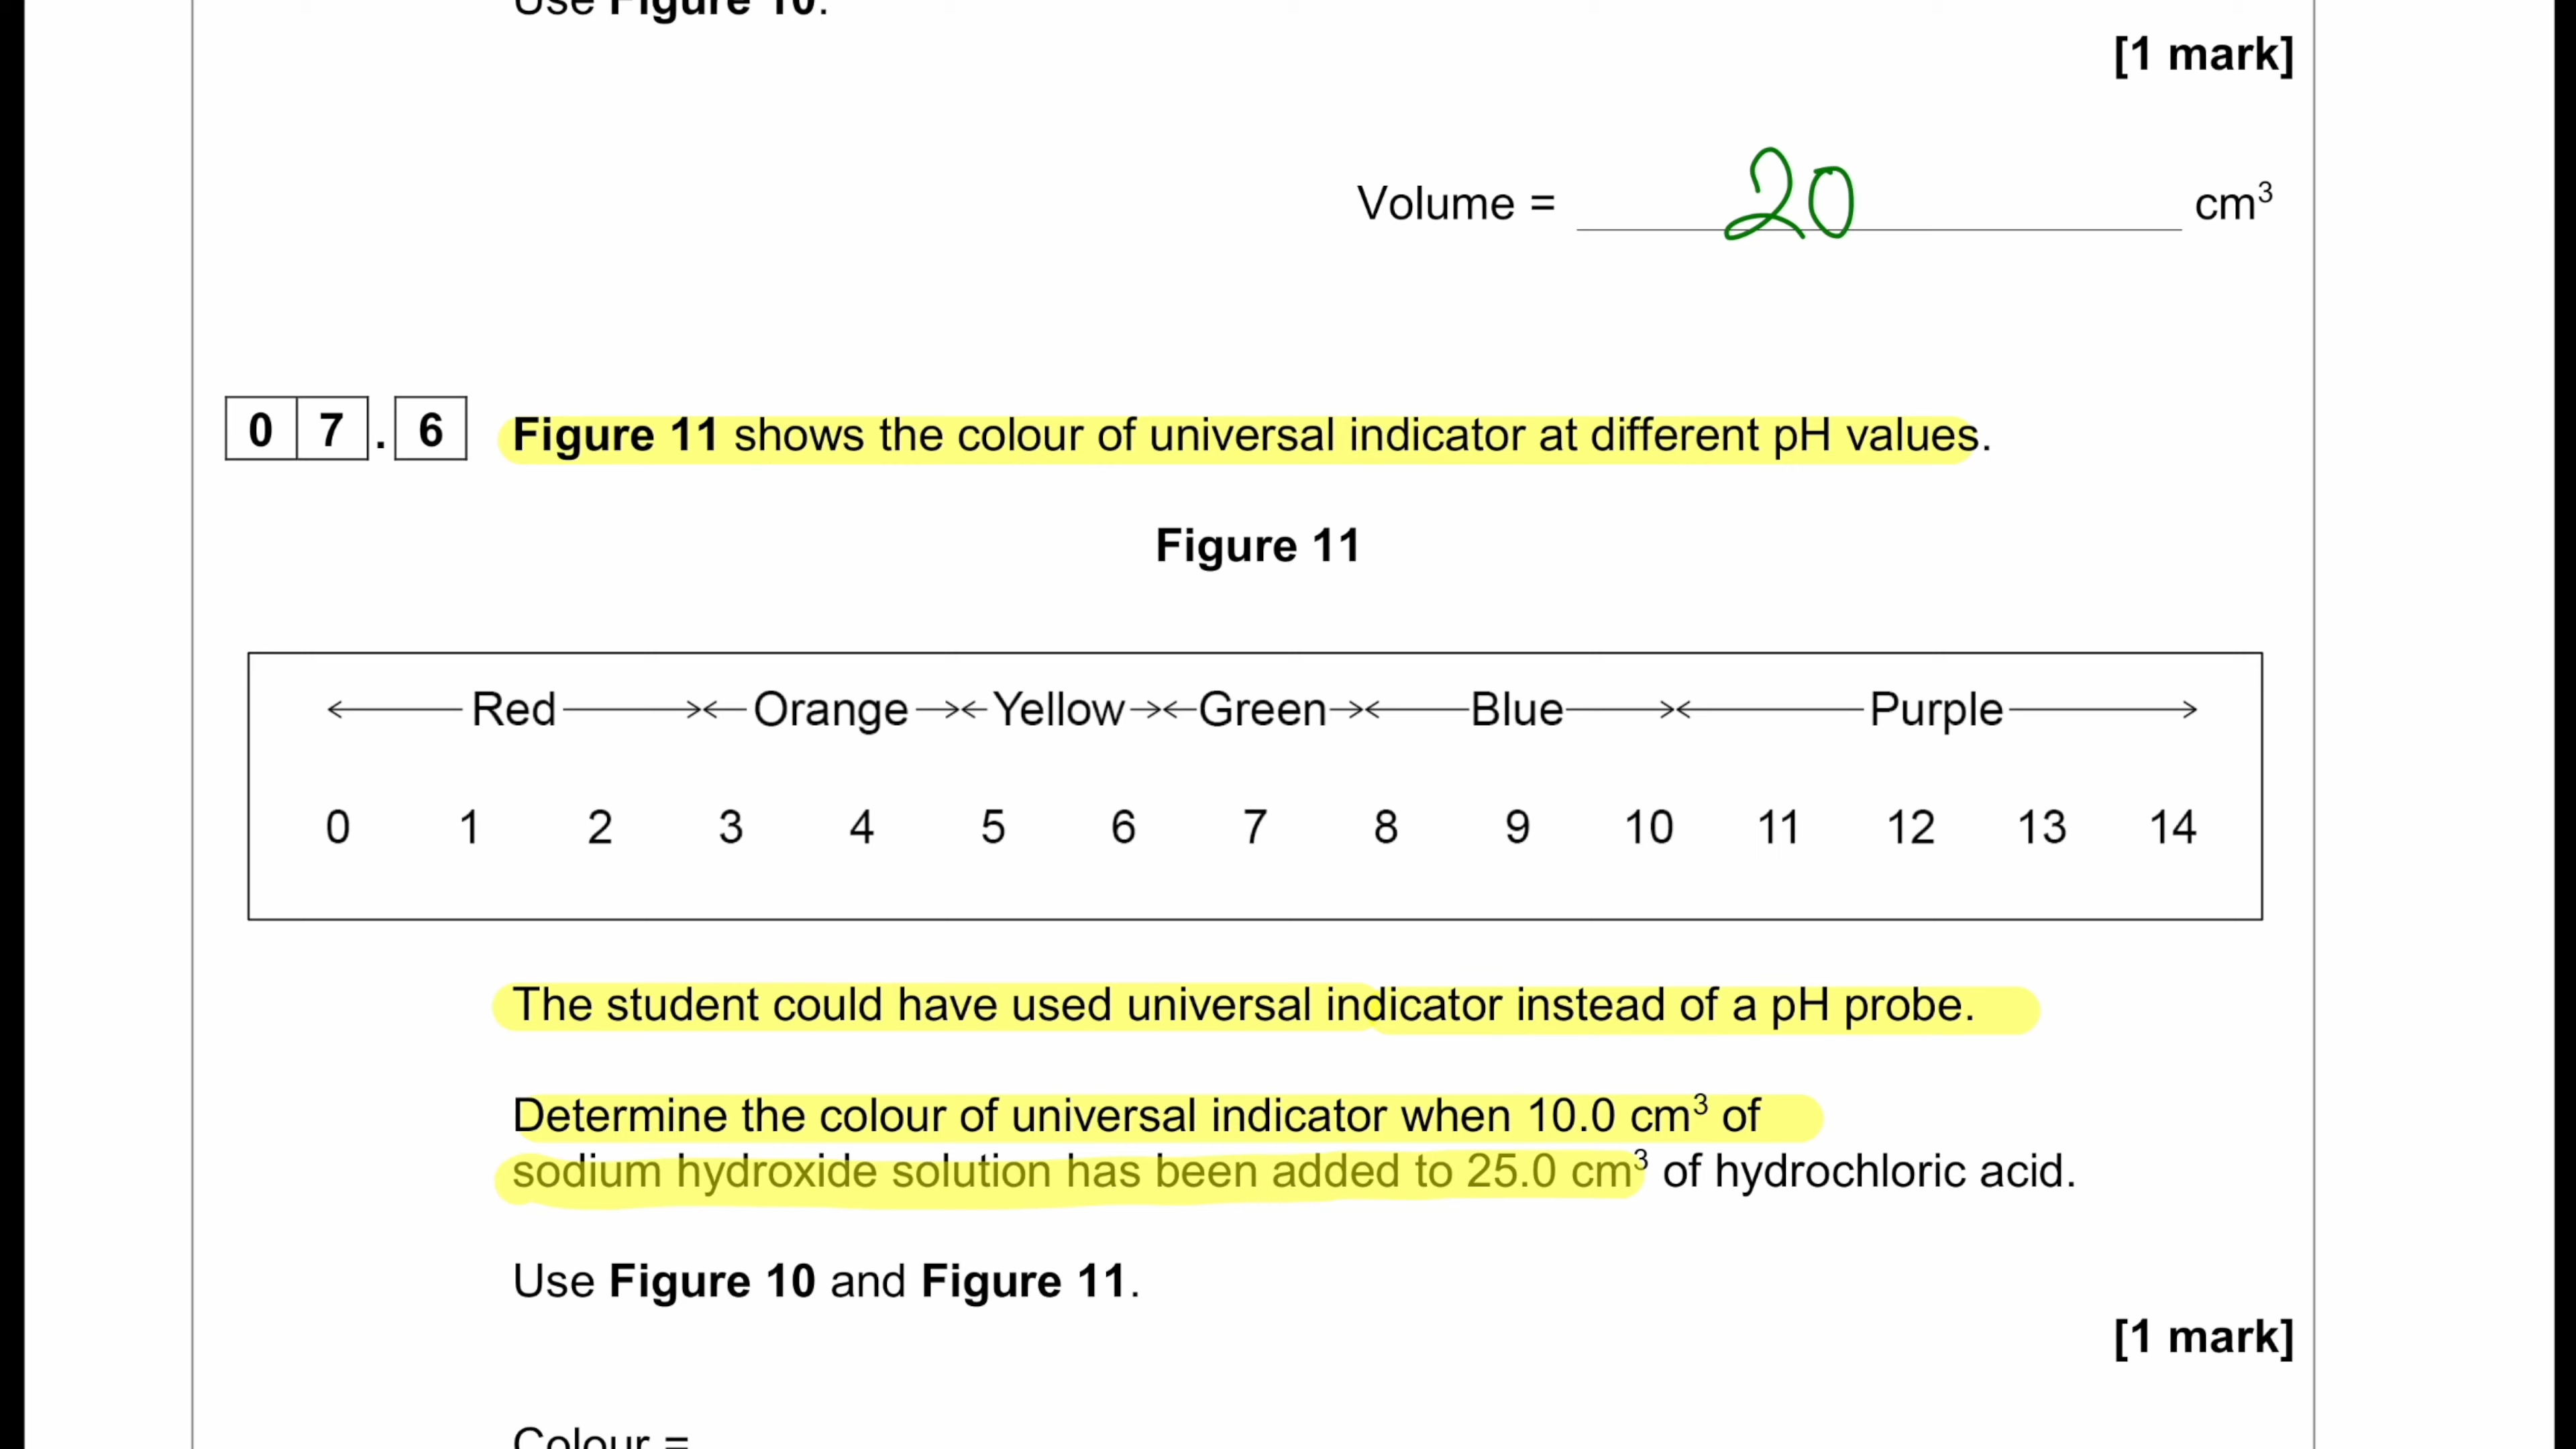 Use Figure 10.
[1 mark]
Volume = 20 cm³
0 7 . 6 Figure 11 shows the colour of universal indicator at different pH values.
Figure 11
Red Orange Yellow Green Blue Purple
0 1 2 3 4 5 6 7 8 9 10 11 12 13 14
The student could have used universal indicator instead of a pH probe.
Determine the colour of universal indicator when 10.0 cm³ of
sodium hydroxide solution has been added to 25.0 cm³ of hydrochloric acid.
Use Figure 10 and Figure 11.
[1 mark]
Colour =